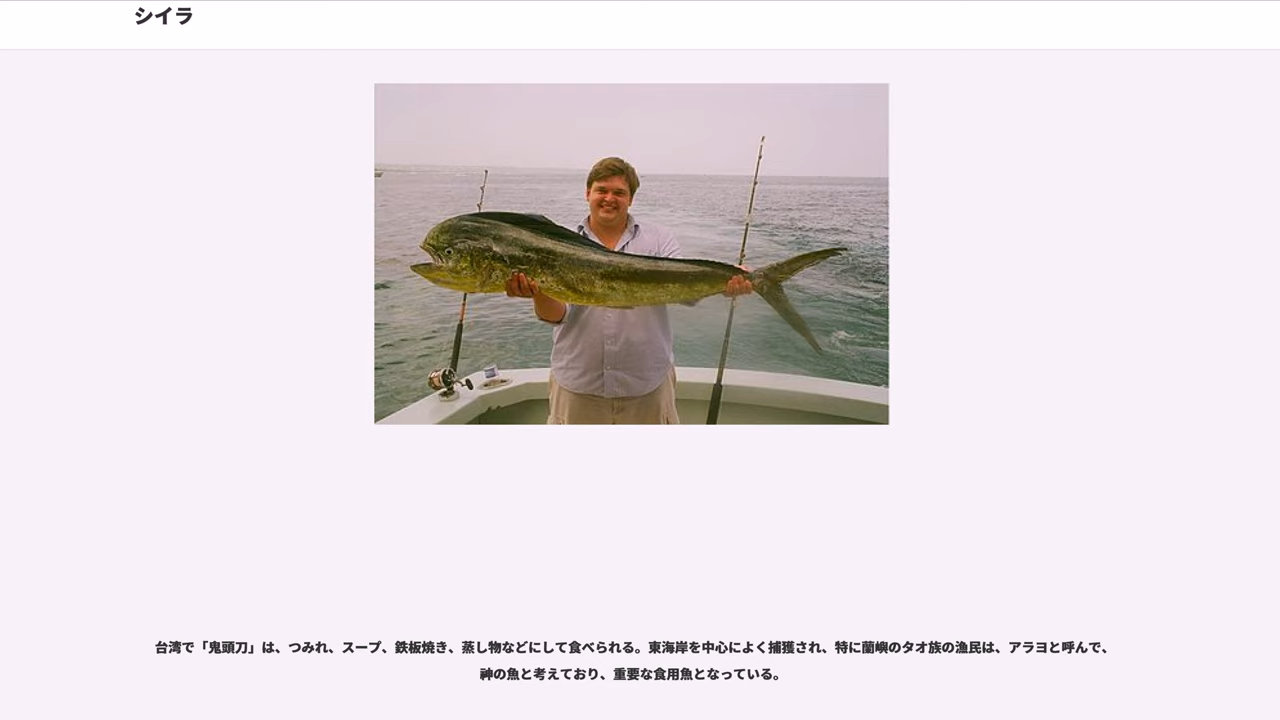 シイラ
台湾で「鬼頭刀」は、つみれ、スープ、鉄板焼き、蒸し物などにして食べられる。東海岸を中心によく捕獲され、特に蘭嶼のタオ族の漁民は、アラヨと呼んで、
神の魚と考えており、重要な食用魚となっている。